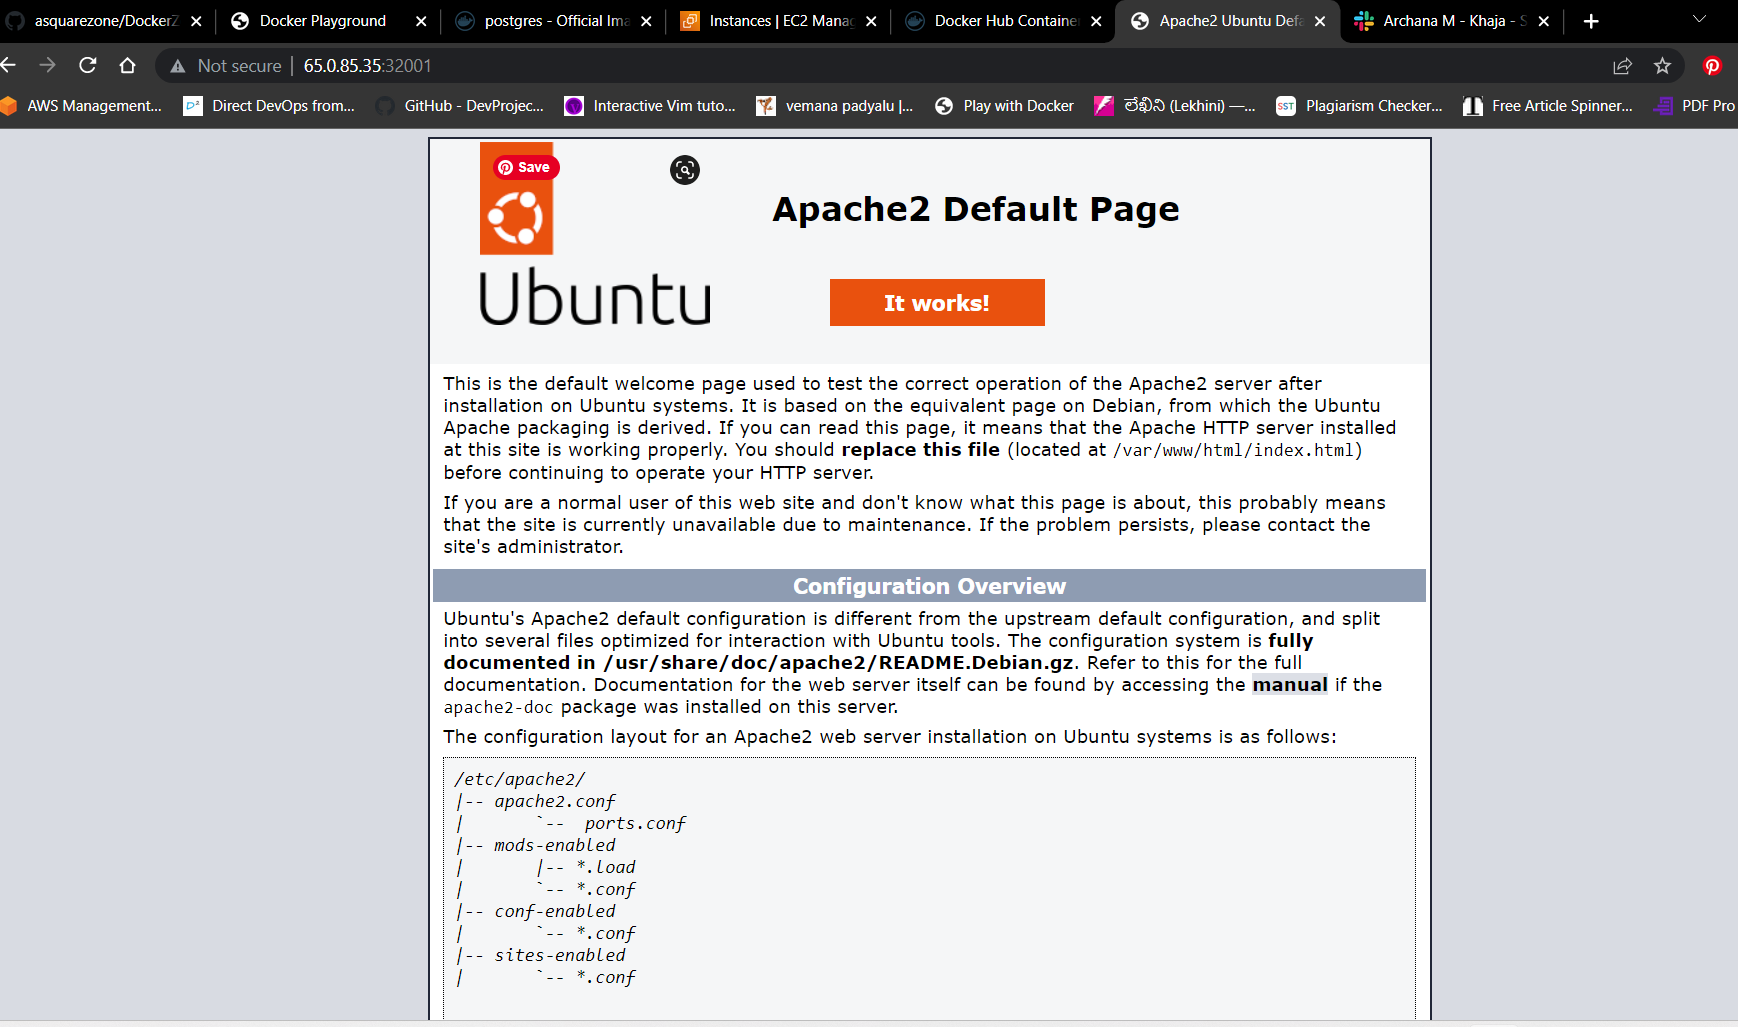 asquarezone/DockerZ
Docker Playground
postgres - Official Ima
Instances | EC2 Manag
Docker Hub Containe
Apache2 Ubuntu Defa
Archana M - Khaja - S
Not secure | 65.0.85.35:32001
AWS Management...
Direct DevOps from...
GitHub - DevProjec...
Interactive Vim tuto...
vemana padyalu |...
Play with Docker
లేఖిని (Lekhini) —...
SST
Plagiarism Checker...
Free Article Spinner...
PDF Pro
Save
Apache2 Default Page
Ubuntu
It works!
This is the default welcome page used to test the correct operation of the Apache2 server after
installation on Ubuntu systems. It is based on the equivalent page on Debian, from which the Ubuntu
Apache packaging is derived. If you can read this page, it means that the Apache HTTP server installed
at this site is working properly. You should replace this file (located at /var/www/html/index.html)
before continuing to operate your HTTP server.
If you are a normal user of this web site and don't know what this page is about, this probably means
that the site is currently unavailable due to maintenance. If the problem persists, please contact the
site's administrator.
Configuration Overview
Ubuntu's Apache2 default configuration is different from the upstream default configuration, and split
into several files optimized for interaction with Ubuntu tools. The configuration system is fully
documented in /usr/share/doc/apache2/README.Debian.gz. Refer to this for the full
documentation. Documentation for the web server itself can be found by accessing the manual if the
apache2-doc package was installed on this server.
The configuration layout for an Apache2 web server installation on Ubuntu systems is as follows:
/etc/apache2/
|-- apache2.conf
|       `--  ports.conf
|-- mods-enabled
|       |-- *.load
|       `-- *.conf
|-- conf-enabled
|       `-- *.conf
|-- sites-enabled
|       `-- *.conf